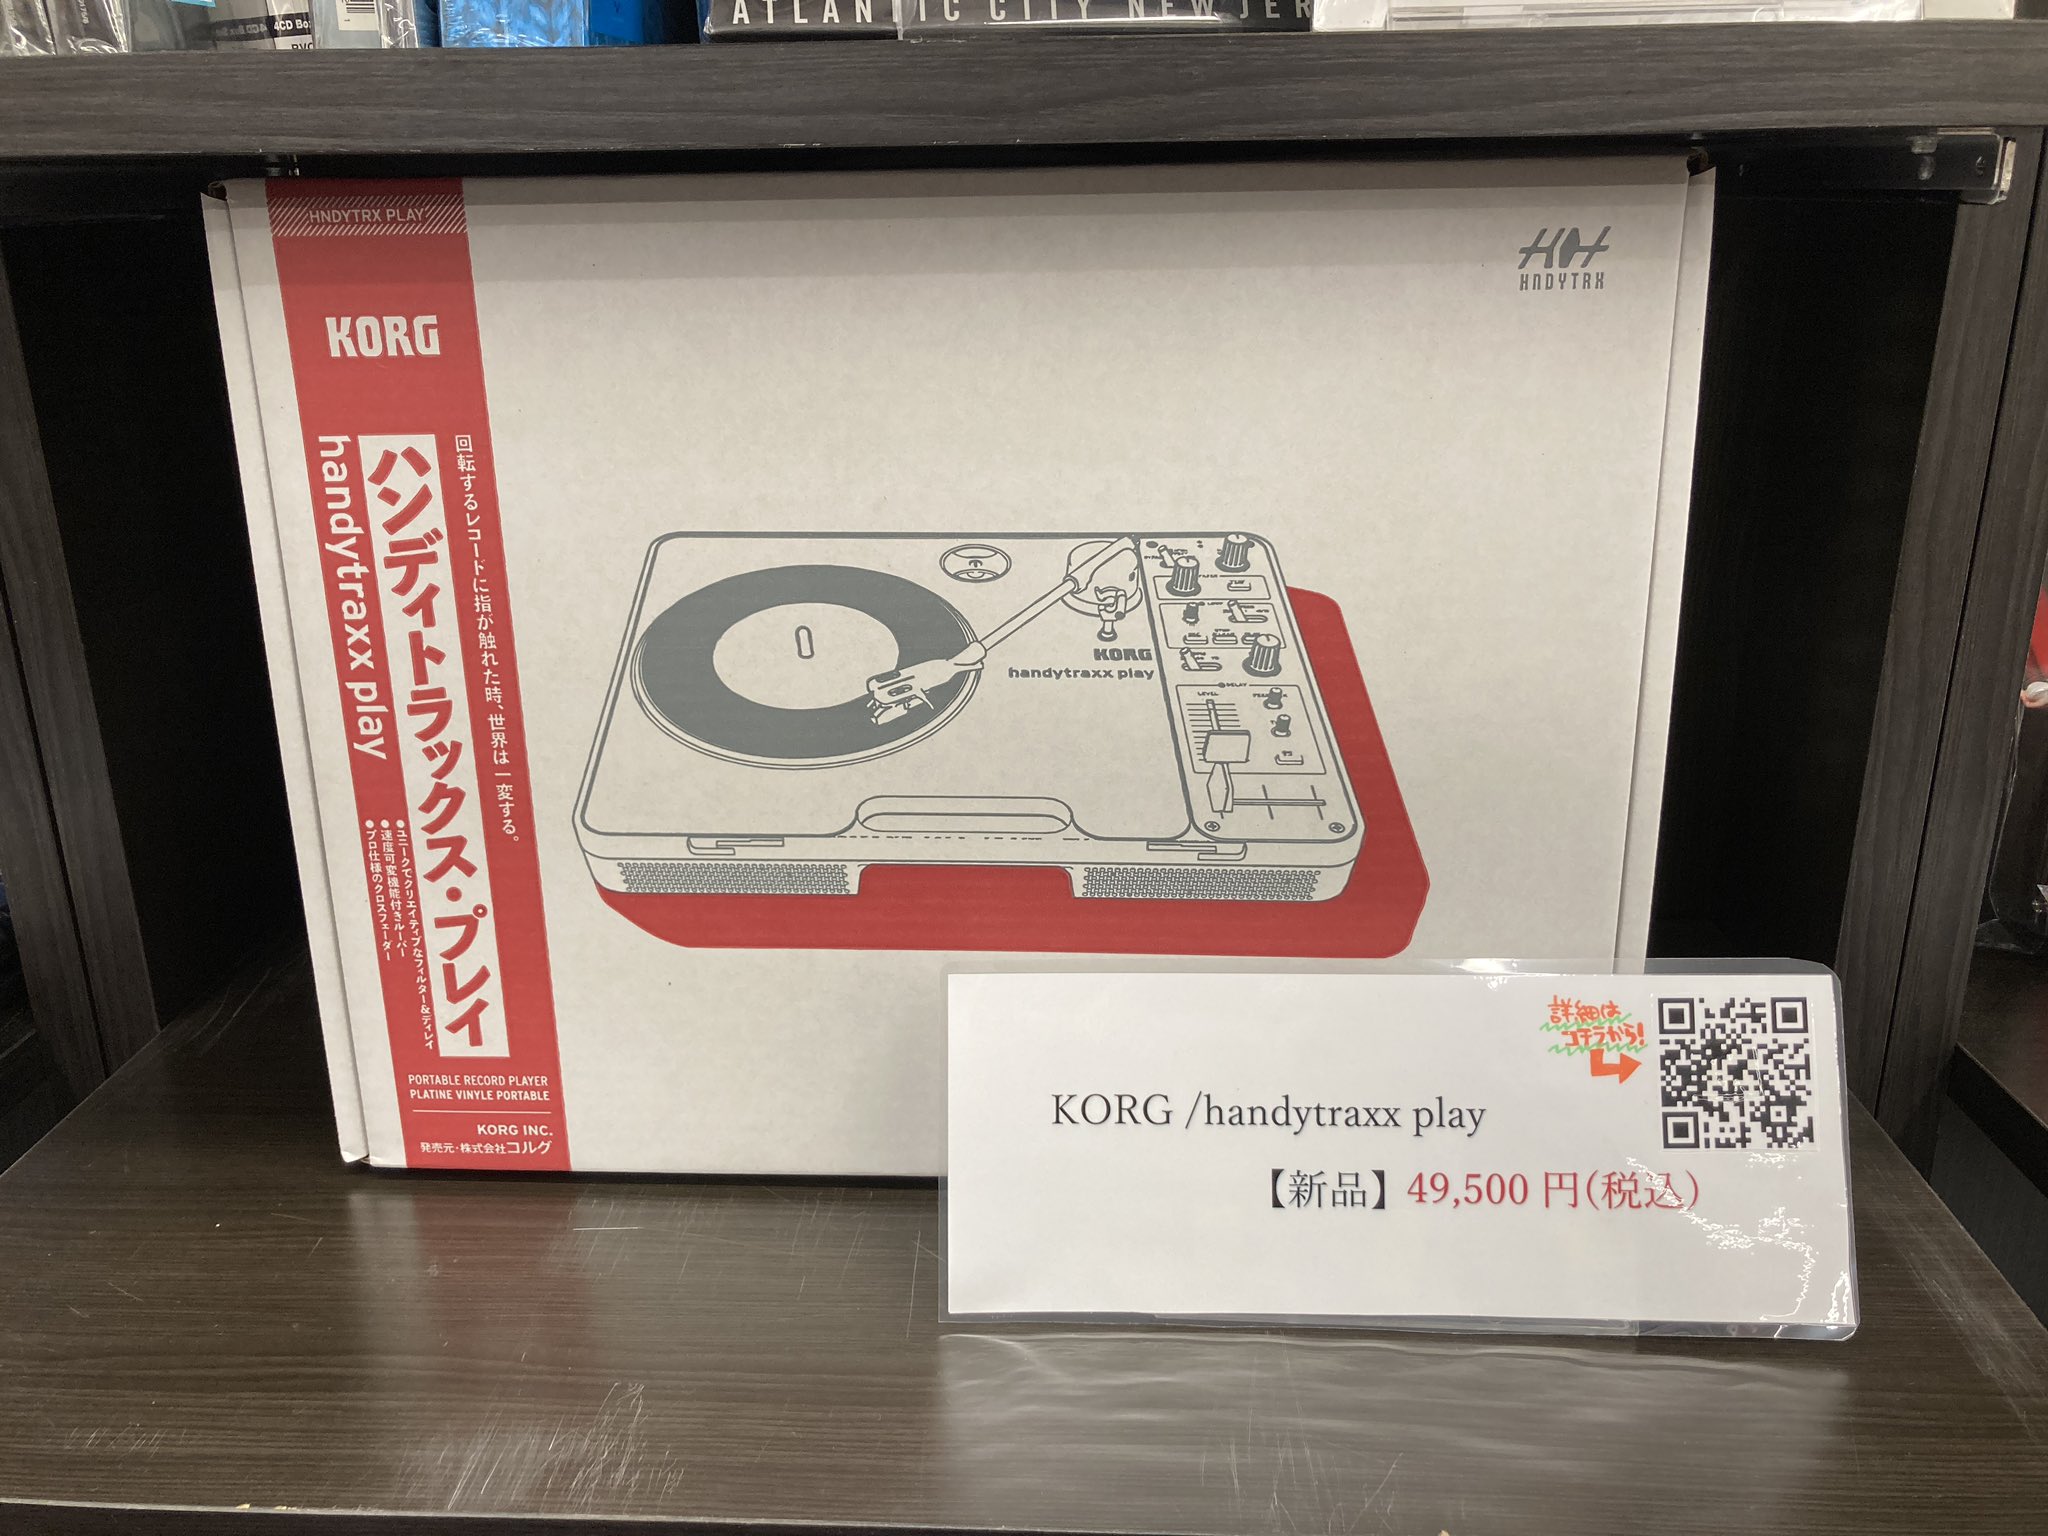 4CD Box
ATLANTIC CITY NEW JER
HNDYTRX PLAY
KORG
回転するレコードに指が触れた時、世界は一変する。
ハンディトラックス・プレイ
handytraxx play
●ユニークでクリエイティブなフィルター&ディレイ
●速度可変機能付きルーパー
●プロ仕様のクロスフェーダー
PORTABLE RECORD PLAYER
PLATINE VINYLE PORTABLE
KORG INC.
発売元・株式会社コルグ
HNDYTRX
KORG
handytraxx play
DELAY
LEVEL
詳細は
コチラから!
KORG /handytraxx play
【新品】49,500 円(税込)